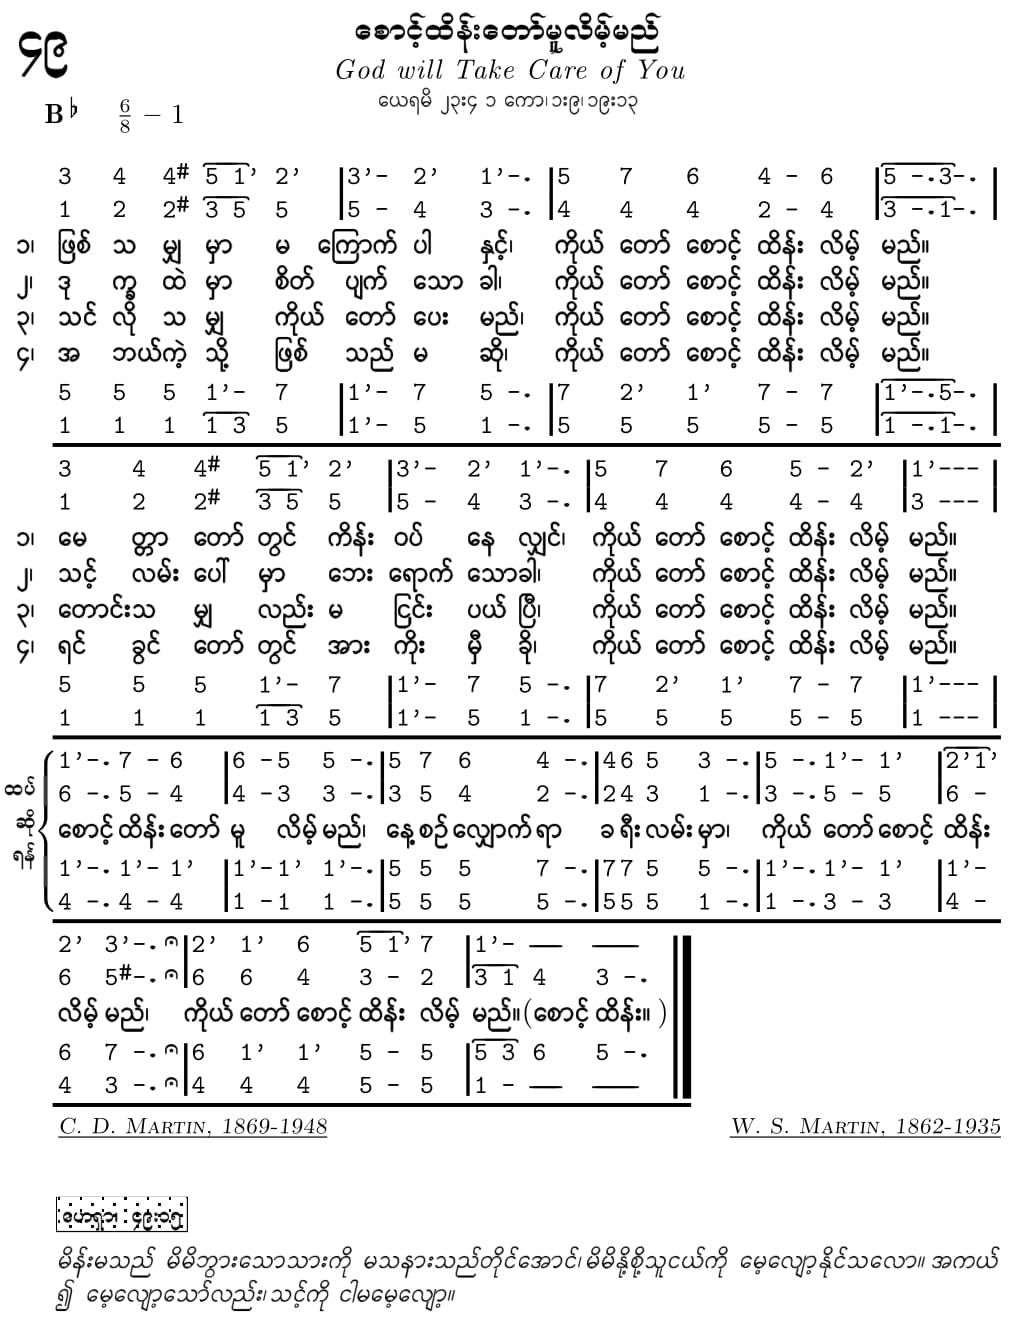 ၄၉
စောင့်ထိန်းတော်မူလိမ့်မည်
God will Take Care of You
ယေရမိ ၂၃း၄ ၁ ကော၊၁း၉၊၁၉း၁၃
B♭ 6/8 – 1
3 4 4# 5 1’ 2’ |3’– 2’ 1’–. |5 7 6 4 – 6 |5 –.3–. |
1 2 2# 3 5 5 |5 – 4 3 –. |4 4 4 2 – 4 |3 –.1–. |
၁၊ ဖြစ် သ မျှ မှာ မ ကြောက် ပါ နှင့်၊ ကိုယ် တော် စောင့် ထိန်း လိမ့် မည်။
၂၊ ဒု က္ခ ထဲ မှာ စိတ် ပျက် သော ခါ၊ ကိုယ် တော် စောင့် ထိန်း လိမ့် မည်။
၃၊ သင် လို သ မျှ ကိုယ် တော် ပေး မည်၊ ကိုယ် တော် စောင့် ထိန်း လိမ့် မည်။
၄၊ အ ဘယ်ကဲ့ သို့ ဖြစ် သည် မ ဆို၊ ကိုယ် တော် စောင့် ထိန်း လိမ့် မည်။
5 5 5 1’– 7 |1’– 7 5 –. |7 2’ 1’ 7 – 7 |1’–.5–. |
1 1 1 1 3 5 |1’– 5 1 –. |5 5 5 5 – 5 |1 –.1–. |
3 4 4# 5 1’ 2’ |3’– 2’ 1’–. |5 7 6 5 – 2’ |1’––– |
1 2 2# 3 5 5 |5 – 4 3 –. |4 4 4 4 – 4 |3 ––– |
၁၊ မေ တ္တာ တော် တွင် ကိန်း ဝပ် နေ လျှင်၊ ကိုယ် တော် စောင့် ထိန်း လိမ့် မည်။
၂၊ သင့် လမ်း ပေါ် မှာ ဘေး ရောက် သောခါ၊ ကိုယ် တော် စောင့် ထိန်း လိမ့် မည်။
၃၊ တောင်းသ မျှ လည်း မ ငြင်း ပယ် ပြီ၊ ကိုယ် တော် စောင့် ထိန်း လိမ့် မည်။
၄၊ ရင် ခွင် တော် တွင် အား ကိုး မှီ ခို၊ ကိုယ် တော် စောင့် ထိန်း လိမ့် မည်။
5 5 5 1’– 7 |1’– 7 5 –. |7 2’ 1’ 7 – 7 |1’––– |
1 1 1 1 3 5 |1’– 5 1 –. |5 5 5 5 – 5 |1 ––– |
ထပ်ဆို ရန်
1’–. 7 – 6 |6 –5 5 –. |5 7 6 4 –. |46 5 3 –. |5 –. 1’– 1’ |2’1’
6 –. 5 – 4 |4 –3 3 –. |3 5 4 2 –. |24 3 1 –. |3 –. 5 – 5 |6 –
စောင့် ထိန်း တော် မူ လိမ့် မည်၊ နေ့ စဉ် လျှောက် ရာ ခ ရီး လမ်း မှာ၊ ကိုယ် တော် စောင့် ထိန်း
1’–. 1’– 1’ |1’–1’ 1’–. |5 5 5 7 –. |77 5 5 –. |1’–. 1’– 1’ |1’–
4 –. 4 – 4 |1 –1 1 –. |5 5 5 5 –. |55 5 1 –. |1 –. 3 – 3 |4 –
2’ 3’–. 𝄐 |2’ 1’ 6 5 1’ 7 |1’– — —
6 5#–. 𝄐 |6 6 4 3 – 2 |3 1 4 3 –.
လိမ့် မည်၊ ကိုယ် တော် စောင့် ထိန်း လိမ့် မည်။ (စောင့် ထိန်း။ )
6 7 –. 𝄐 |6 1’ 1’ 5 – 5 |5 3 6 5 –.
4 3 –. 𝄐 |4 4 4 5 – 5 |1 – — —
C. D. MARTIN, 1869-1948 W. S. MARTIN, 1862-1935
ဟေရှာ၊ ၄၉း၁၅
မိန်းမသည် မိမိဘွားသောသားကို မသနားသည်တိုင်အောင်၊ မိမိနို့စို့သူငယ်ကို မေ့လျော့နိုင်သလော။ အကယ်
၍ မေ့လျော့သော်လည်း၊ သင့်ကို ငါမမေ့လျော့။